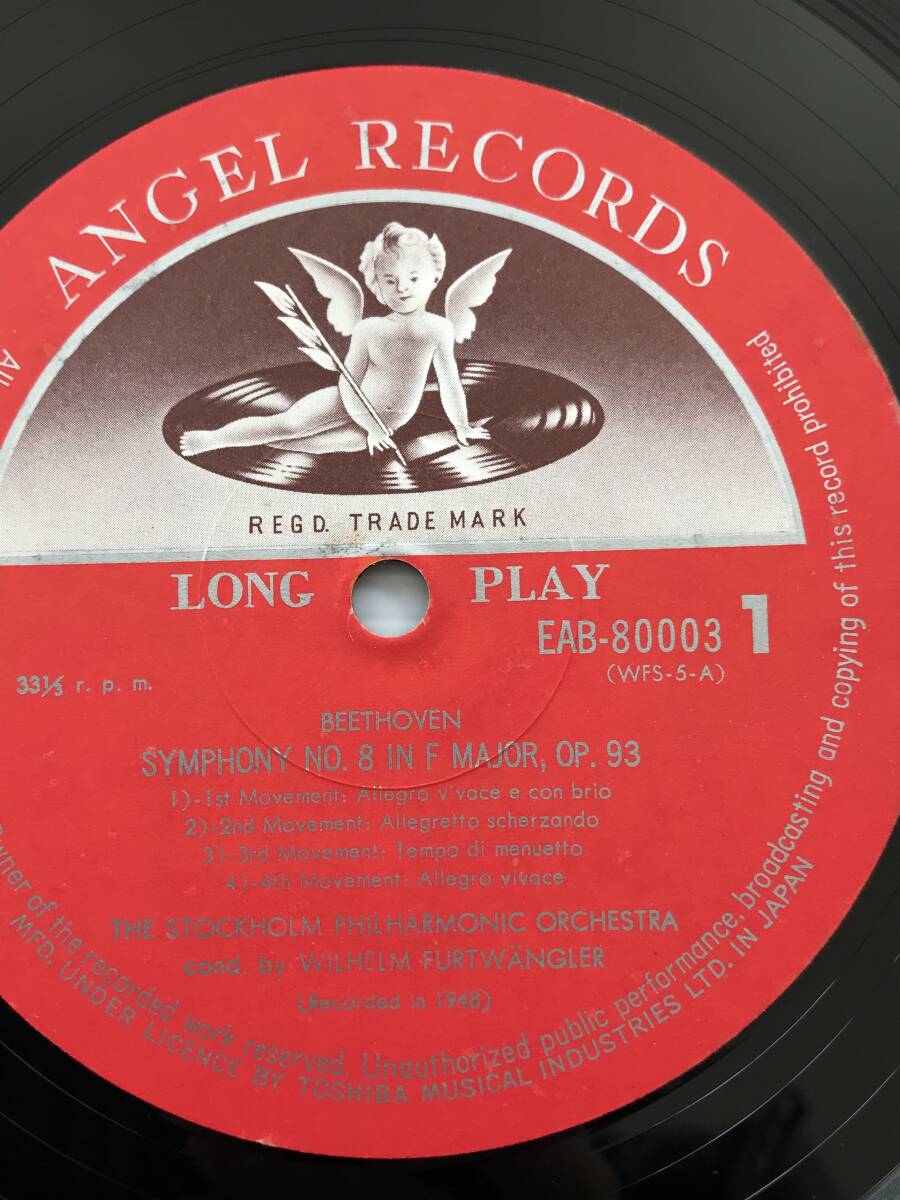 ANGEL RECORDS
REGD. TRADE MARK
LONG PLAY
EAB-80003 1
(WFS-5-A)
33⅓ r. p. m.
BEETHOVEN
SYMPHONY NO. 8 IN F MAJOR, OP. 93
1)-1st Movement: Allegro vivace e con brio
2)-2nd Movement: Allegretto scherzando
3)-3rd Movement: Tempo di menuetto
4)-4th Movement: Allegro vivace
THE STOCKHOLM PHILHARMONIC ORCHESTRA
cond. by WILHELM FURTWÄNGLER
(Recorded in 1948)
owner of the recorded work reserved. Unauthorized public performance, broadcasting and copying of this record prohibited
MFD. UNDER LICENCE BY TOSHIBA MUSICAL INDUSTRIES LTD. IN JAPAN